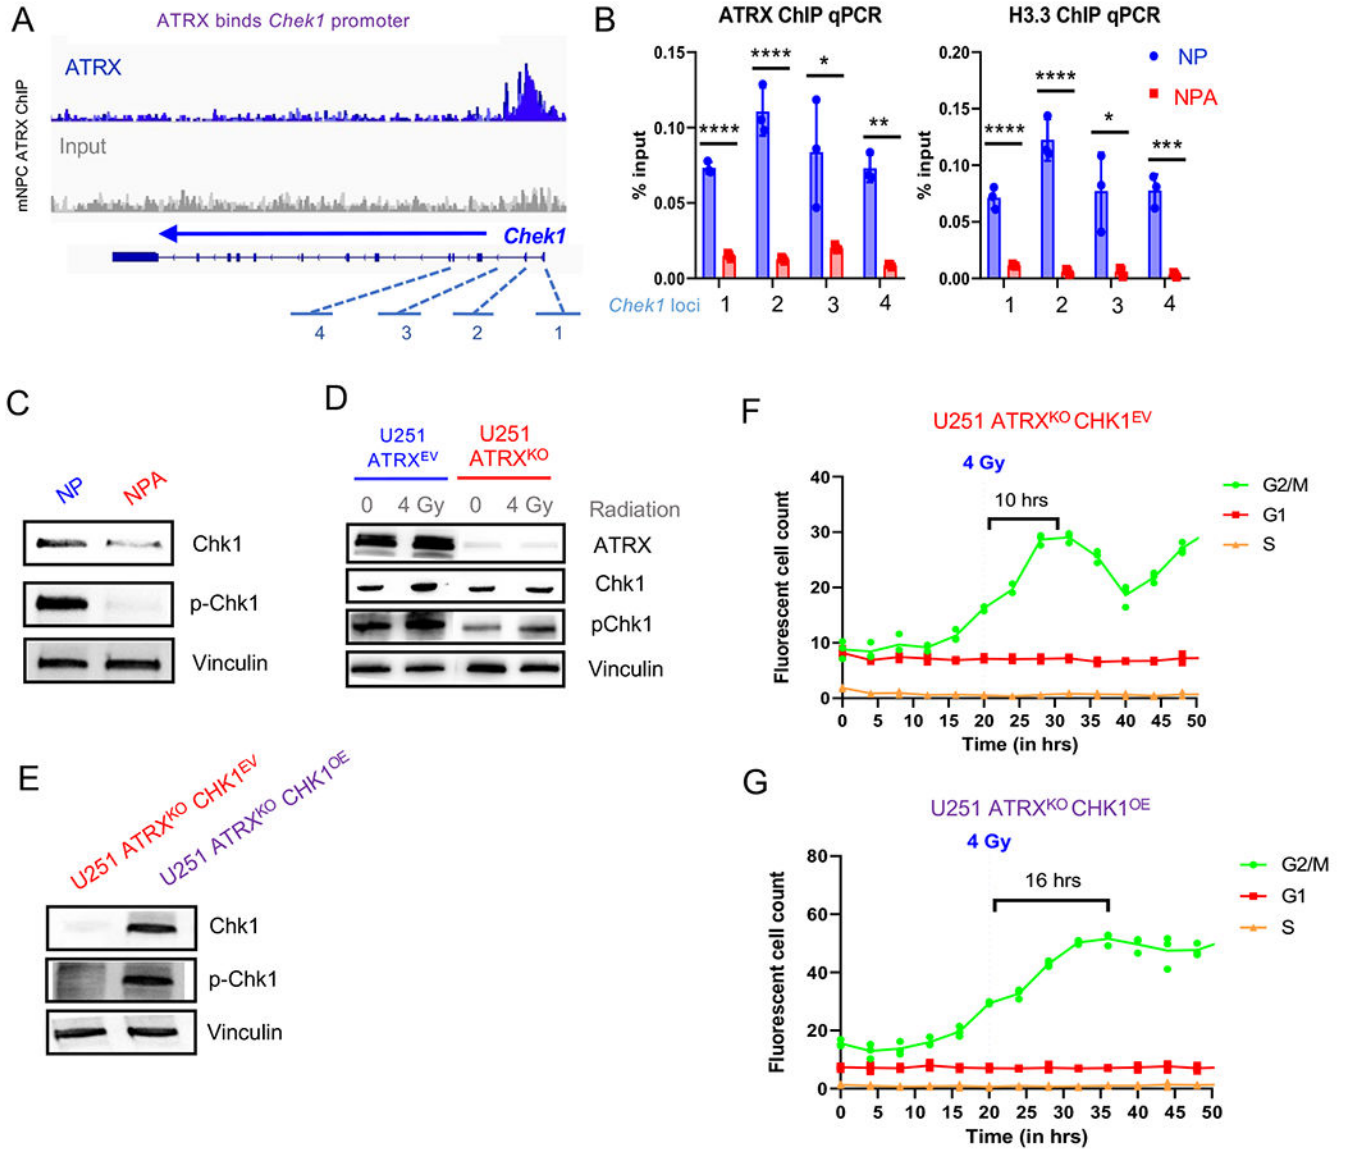 A
ATRX binds Chek1 promoter
mNPC ATRX ChIP
ATRX
Input
Chek1
4 3 2 1
B
ATRX ChIP qPCR
% input
0.15
0.10
0.05
0.00
**** **** * **
Chek1 loci 1 2 3 4
H3.3 ChIP qPCR
% input
0.20
0.15
0.10
0.05
0.00
**** **** * ***
1 2 3 4
NP
NPA
C
NP NPA
Chk1
p-Chk1
Vinculin
D
U251 ATRXEV
U251 ATRXKO
0 4 Gy 0 4 Gy Radiation
ATRX
Chk1
pChk1
Vinculin
E
U251 ATRXKO CHK1EV
U251 ATRXKO CHK1OE
Chk1
p-Chk1
Vinculin
F
U251 ATRXKO CHK1EV
4 Gy
10 hrs
Fluorescent cell count
40
30
20
10
0
0 5 10 15 20 25 30 35 40 45 50
Time (in hrs)
G2/M
G1
S
G
U251 ATRXKO CHK1OE
4 Gy
16 hrs
Fluorescent cell count
80
60
40
20
0
0 5 10 15 20 25 30 35 40 45 50
Time (in hrs)
G2/M
G1
S